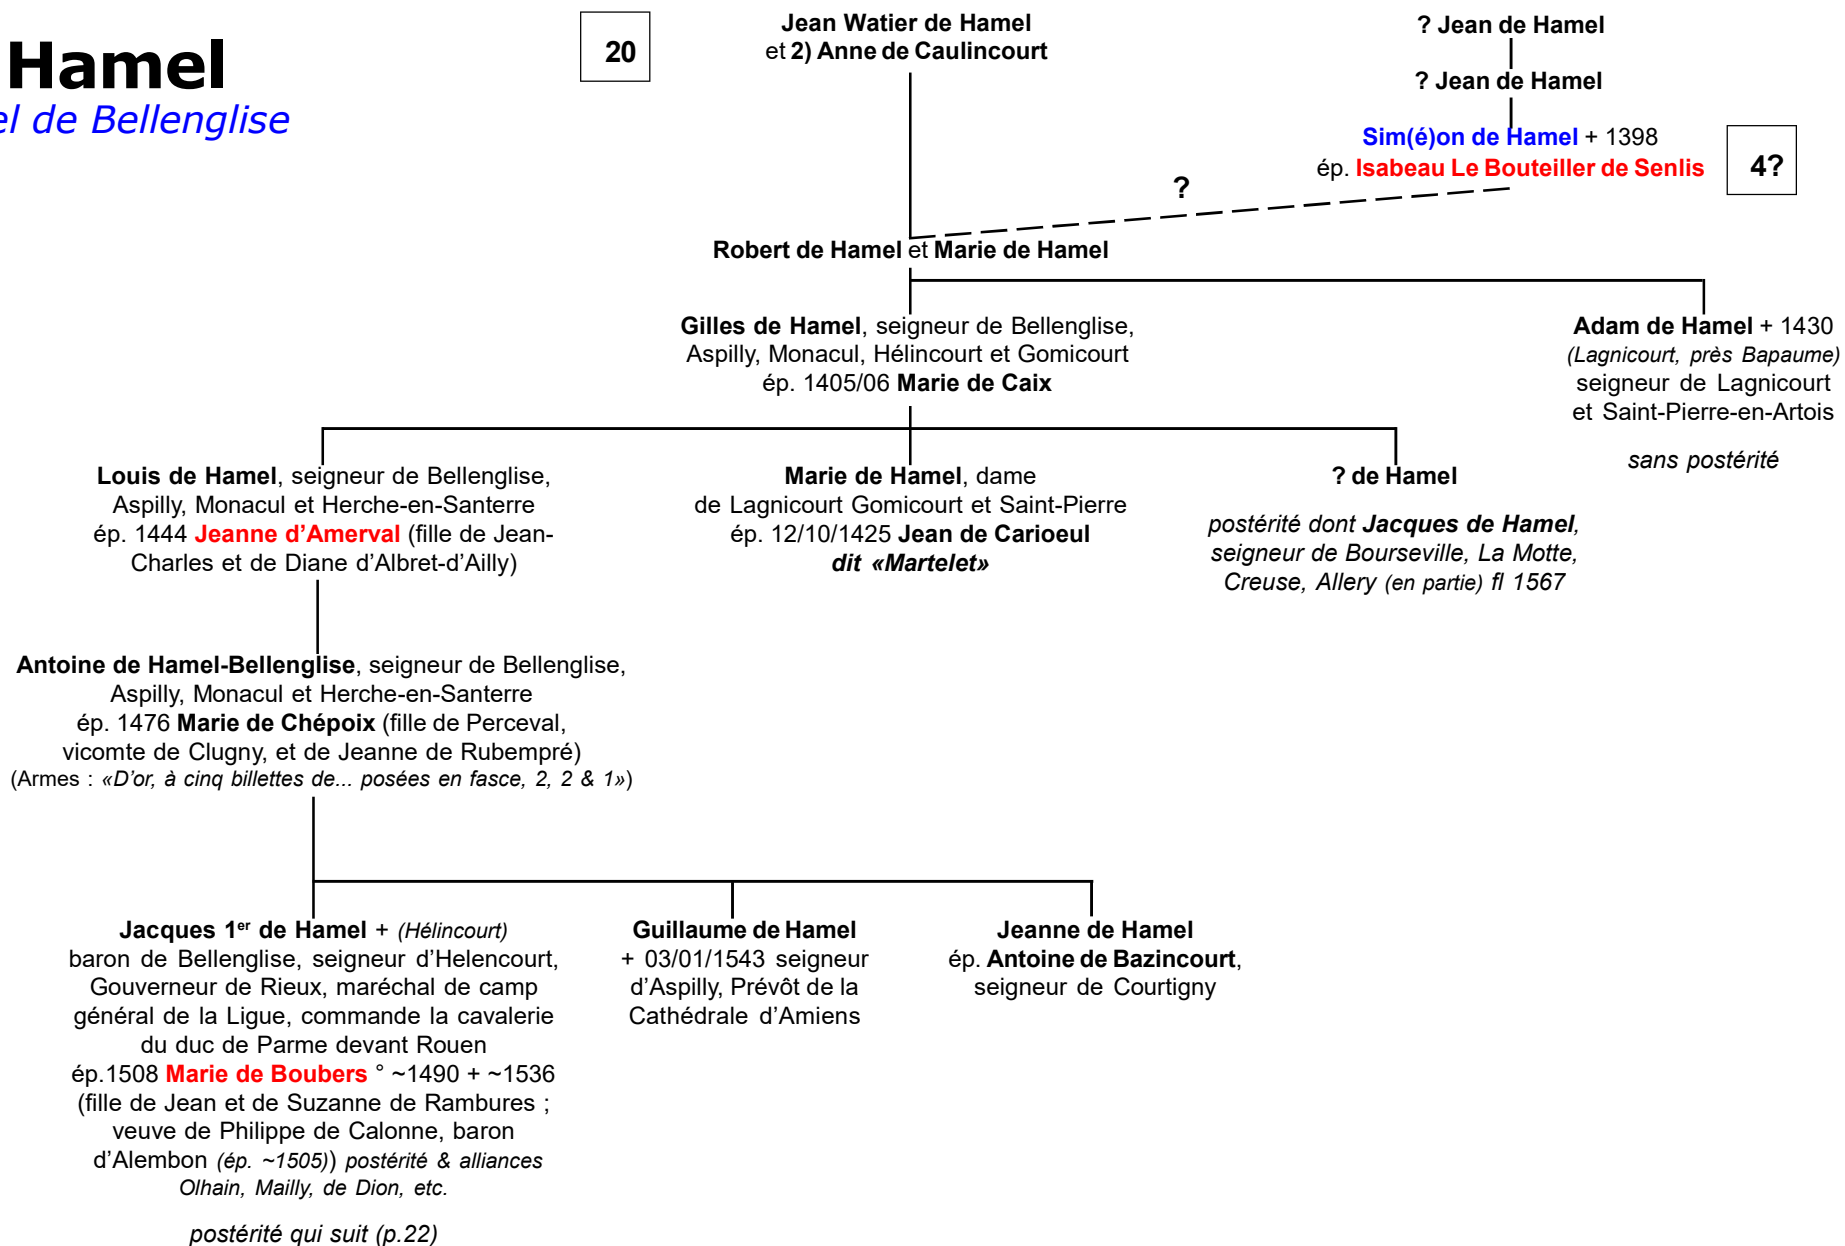 Hamel
el de Bellenglise
20
Jean Watier de Hamel
et 2) Anne de Caulincourt
? Jean de Hamel
? Jean de Hamel
Sim(é)on de Hamel + 1398
ép. Isabeau Le Bouteiller de Senlis
4?
?
Robert de Hamel et Marie de Hamel
Gilles de Hamel, seigneur de Bellenglise,
Aspilly, Monacul, Hélincourt et Gomicourt
ép. 1405/06 Marie de Caix
Adam de Hamel + 1430
(Lagnicourt, près Bapaume)
seigneur de Lagnicourt
et Saint-Pierre-en-Artois
sans postérité
Louis de Hamel, seigneur de Bellenglise,
Aspilly, Monacul et Herche-en-Santerre
ép. 1444 Jeanne d'Amerval (fille de Jean-
Charles et de Diane d'Albret-d'Ailly)
Marie de Hamel, dame
de Lagnicourt Gomicourt et Saint-Pierre
ép. 12/10/1425 Jean de Carioeul
dit «Martelet»
? de Hamel
postérité dont Jacques de Hamel,
seigneur de Bourseville, La Motte,
Creuse, Allery (en partie) fl 1567
Antoine de Hamel-Bellenglise, seigneur de Bellenglise,
Aspilly, Monacul et Herche-en-Santerre
ép. 1476 Marie de Chépoix (fille de Perceval,
vicomte de Clugny, et de Jeanne de Rubempré)
(Armes : «D'or, à cinq billettes de... posées en fasce, 2, 2 & 1»)
Jacques 1er de Hamel + (Hélincourt)
baron de Bellenglise, seigneur d'Helencourt,
Gouverneur de Rieux, maréchal de camp
général de la Ligue, commande la cavalerie
du duc de Parme devant Rouen
ép.1508 Marie de Boubers ° ~1490 + ~1536
(fille de Jean et de Suzanne de Rambures ;
veuve de Philippe de Calonne, baron
d'Alembon (ép. ~1505)) postérité & alliances
Olhain, Mailly, de Dion, etc.
postérité qui suit (p.22)
Guillaume de Hamel
+ 03/01/1543 seigneur
d'Aspilly, Prévôt de la
Cathédrale d'Amiens
Jeanne de Hamel
ép. Antoine de Bazincourt,
seigneur de Courtigny